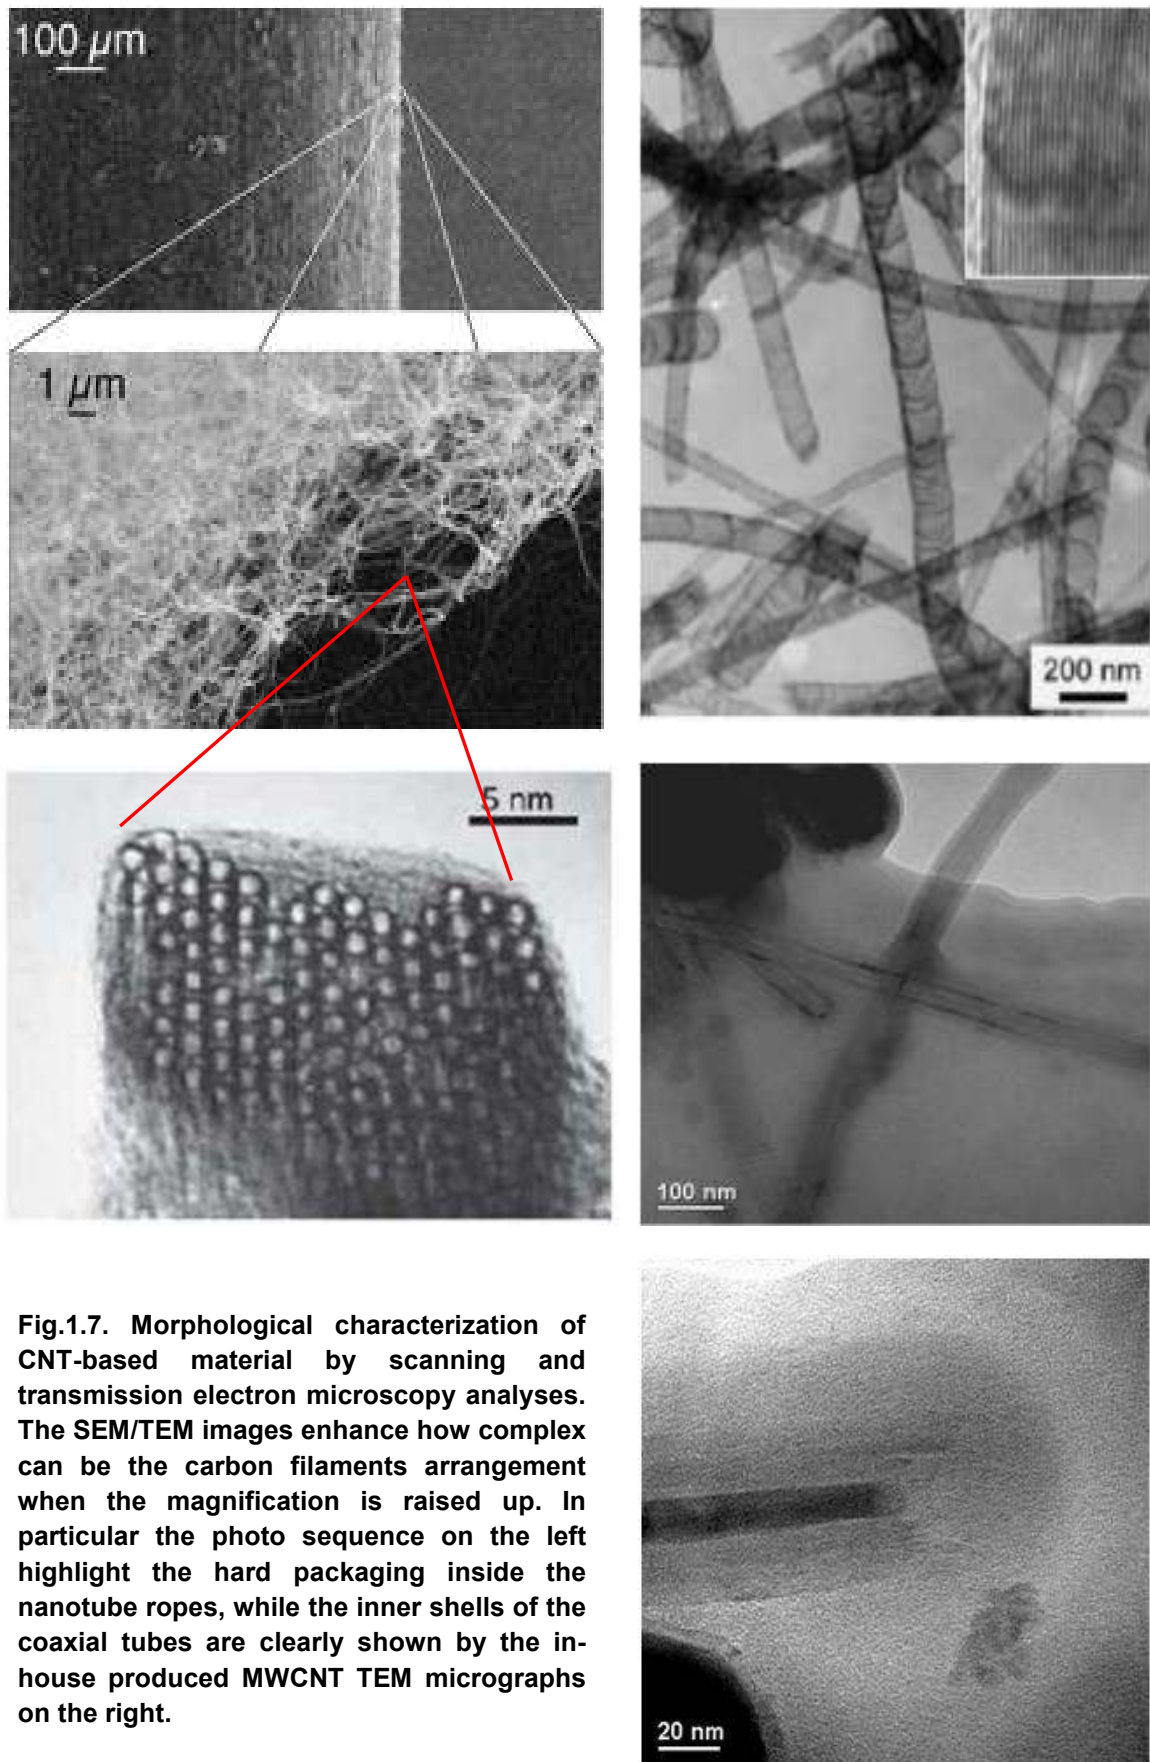 100 µm
1 µm
5 nm
200 nm
100 nm
20 nm
Fig.1.7. Morphological characterization of
CNT-based material by scanning and
transmission electron microscopy analyses.
The SEM/TEM images enhance how complex
can be the carbon filaments arrangement
when the magnification is raised up. In
particular the photo sequence on the left
highlight the hard packaging inside the
nanotube ropes, while the inner shells of the
coaxial tubes are clearly shown by the in-
house produced MWCNT TEM micrographs
on the right.